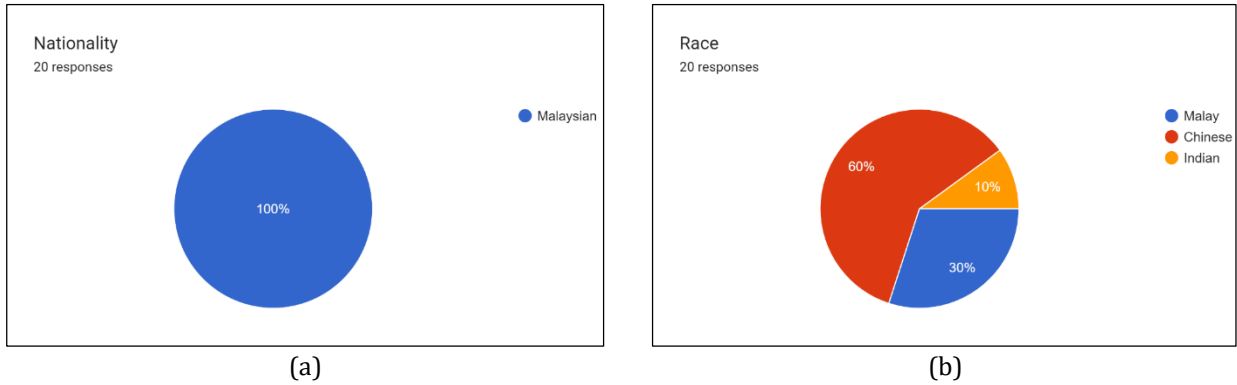 Nationality
20 responses
Malaysian
100%
(a)
Race
20 responses
Malay
Chinese
Indian
60%
10%
30%
(b)